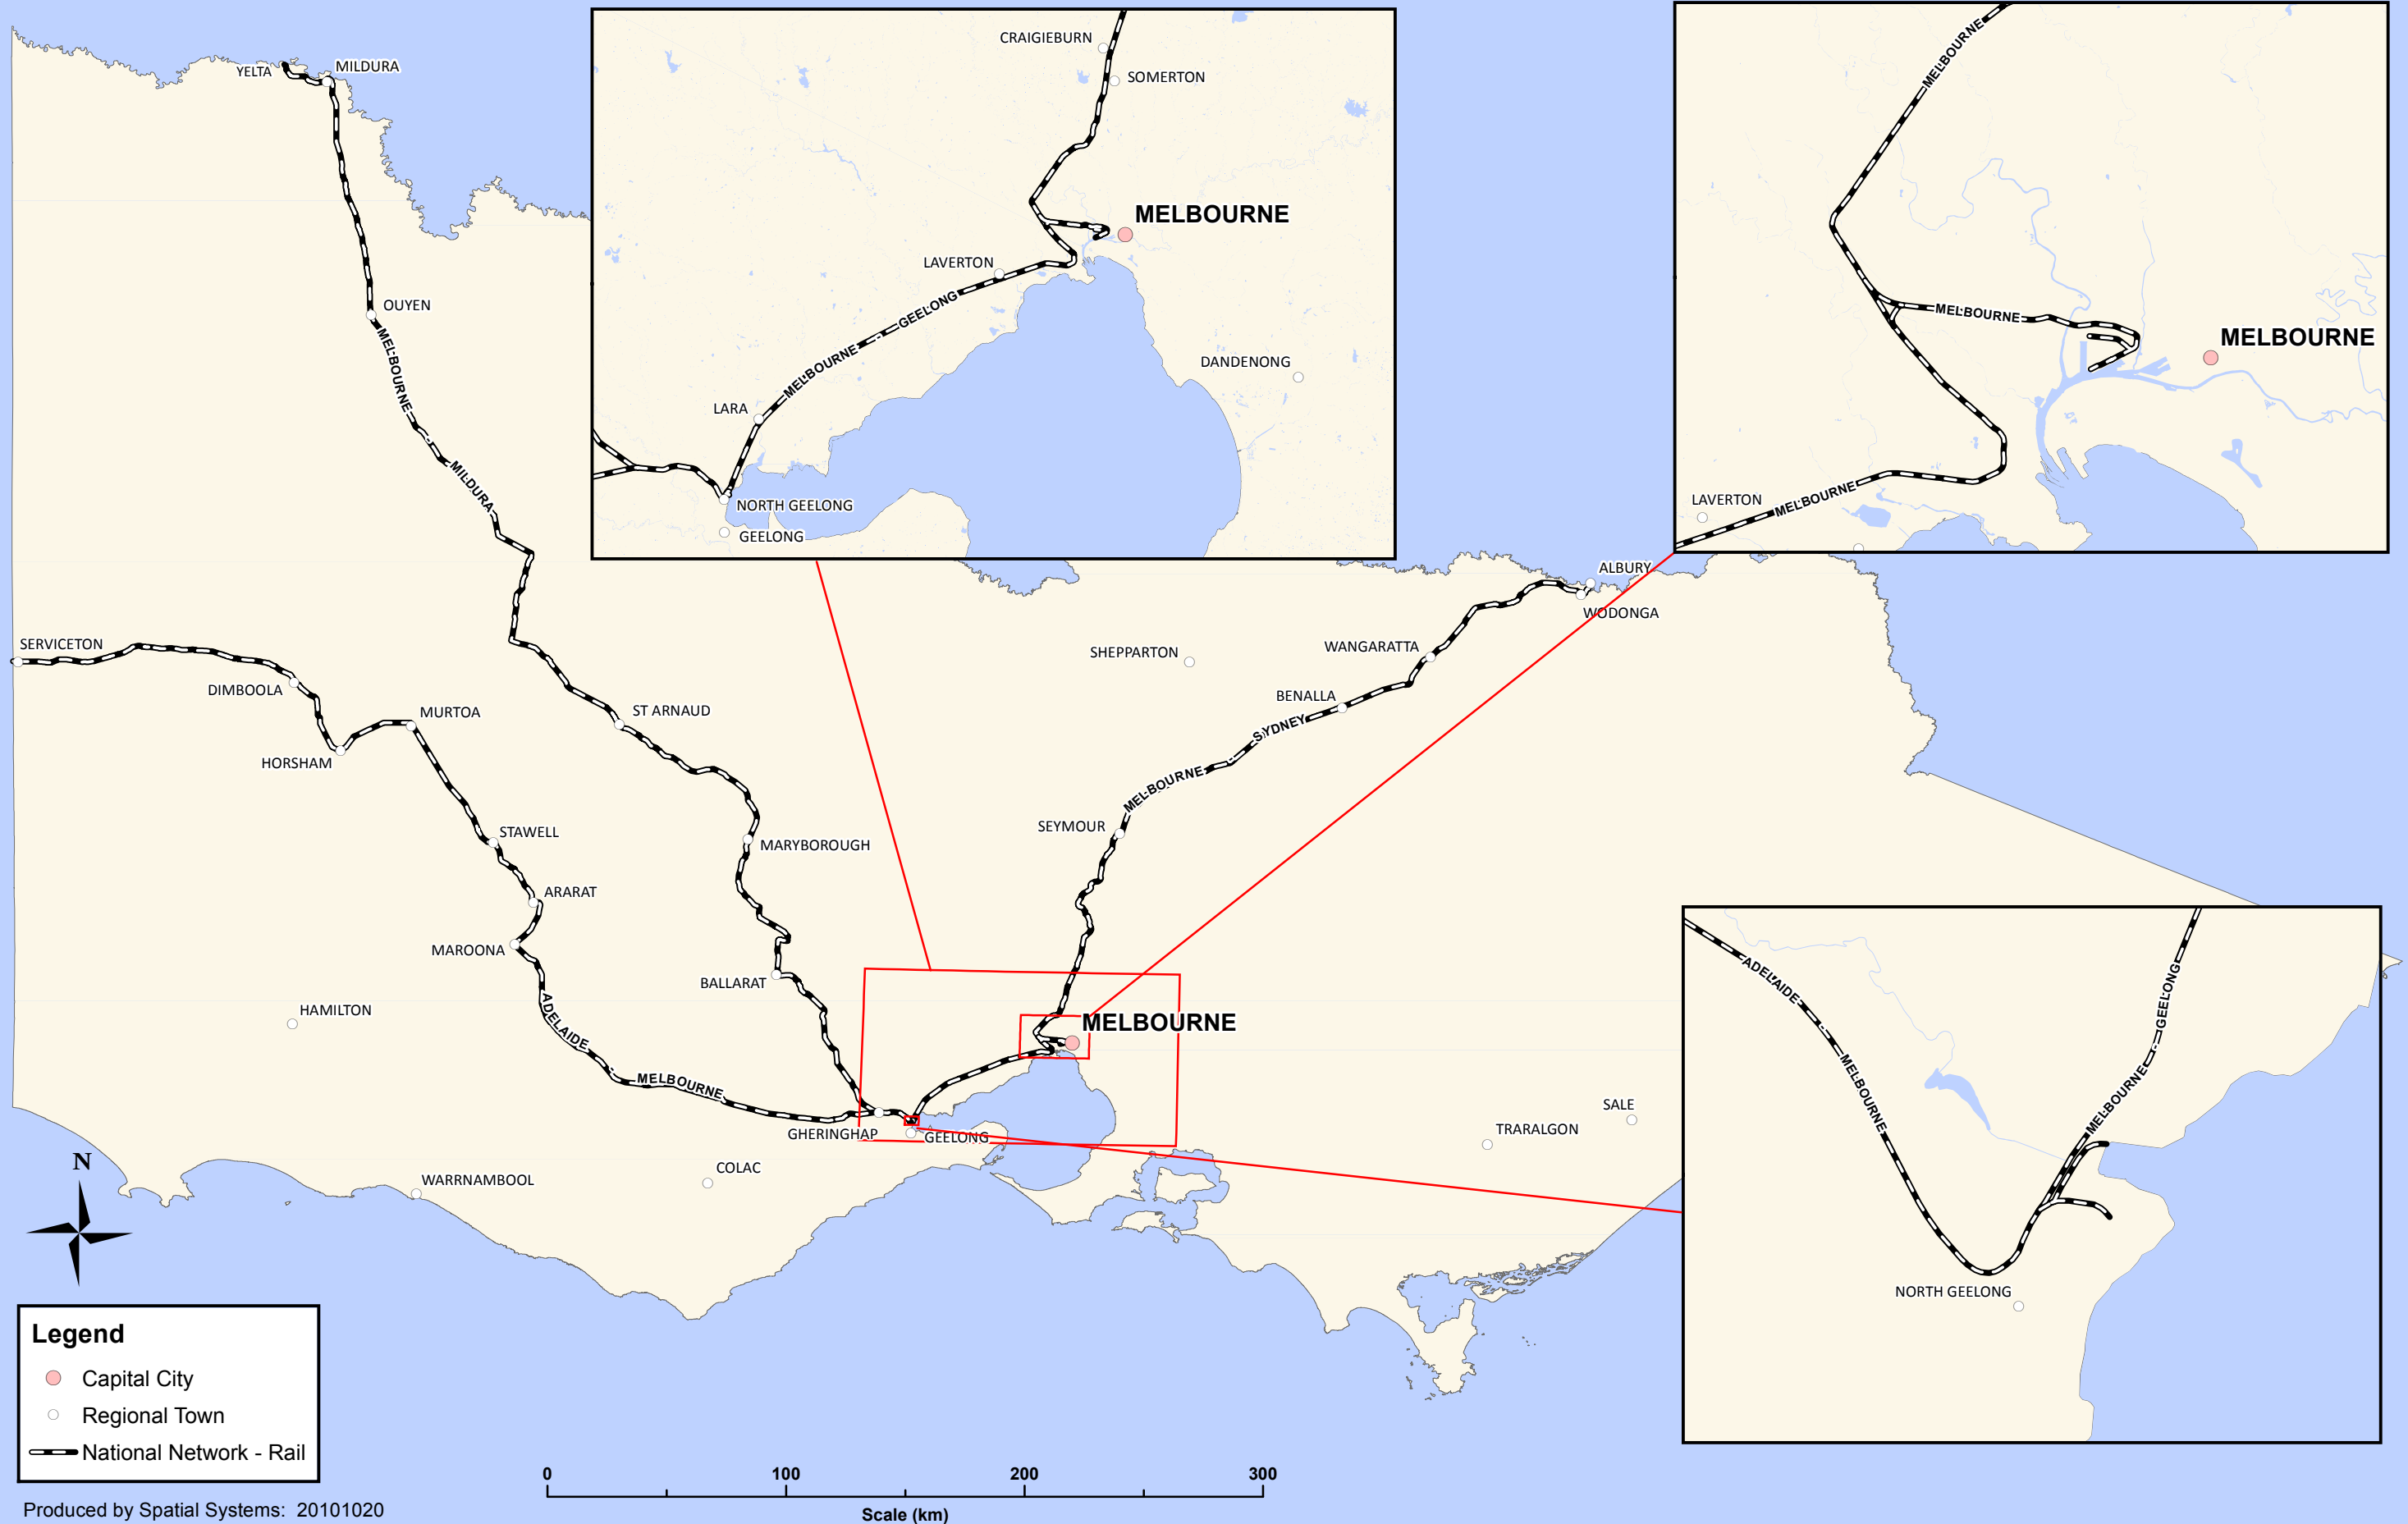 YELTA
MILDURA
OUYEN
MELBOURNE
-
MILDURA
SERVICETON
DIMBOOLA
HORSHAM
MURTOA
ST ARNAUD
STAWELL
ARARAT
MAROONA
MARYBOROUGH
BALLARAT
HAMILTON
ADELAIDE
-
MELBOURNE
GHERINGHAP
GEELONG
WARRNAMBOOL
COLAC
MELBOURNE
SEYMOUR
MELBOURNE
-
SYDNEY
SHEPPARTON
BENALLA
WANGARATTA
ALBURY
WODONGA
TRARALGON
SALE
CRAIGIEBURN
SOMERTON
MELBOURNE
LAVERTON
MELBOURNE - GEELONG
DANDENONG
LARA
NORTH GEELONG
GEELONG
MELBOURNE
MELBOURNE
MELBOURNE
LAVERTON
MELBOURNE
ADELAIDE
-
MELBOURNE
MELBOURNE - GEELONG
NORTH GEELONG
N
Legend
Capital City
Regional Town
National Network - Rail
0 100 200 300
Scale (km)
Produced by Spatial Systems: 20101020